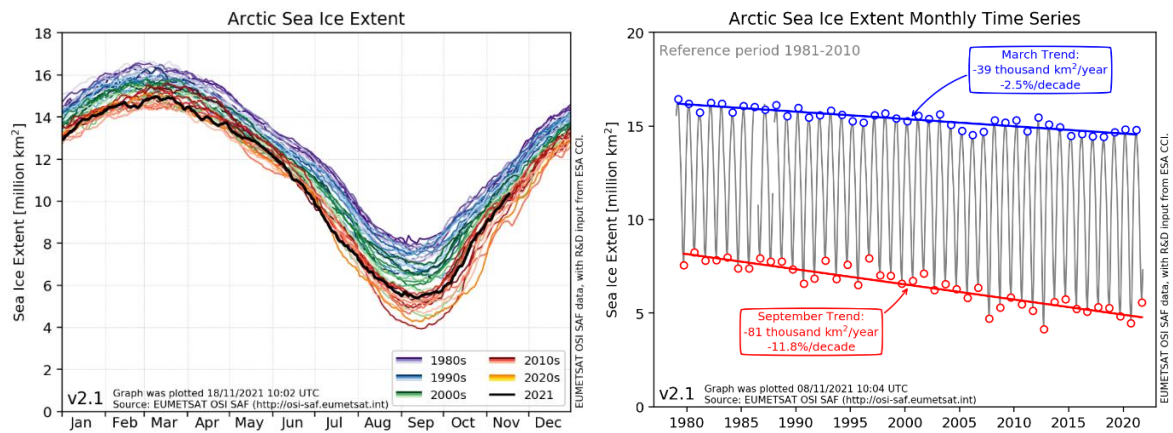 Arctic Sea Ice Extent
18
16
14
12
10
8
6
4
2
0
Sea Ice Extent [million km²]
Jan Feb Mar Apr May Jun Jul Aug Sep Oct Nov Dec
1980s
1990s
2000s
2010s
2020s
2021
v2.1
Graph was plotted 18/11/2021 10:02 UTC
Source: EUMETSAT OSI SAF (http://osi-saf.eumetsat.int)
EUMETSAT OSI SAF data, with R&D input from ESA CCI.
Arctic Sea Ice Extent Monthly Time Series
20
15
10
5
0
Sea Ice Extent [million km²]
Reference period 1981-2010
March Trend:
-39 thousand km²/year
-2.5%/decade
September Trend:
-81 thousand km²/year
-11.8%/decade
v2.1
Graph was plotted 08/11/2021 10:04 UTC
Source: EUMETSAT OSI SAF (http://osi-saf.eumetsat.int)
1980 1985 1990 1995 2000 2005 2010 2015 2020
EUMETSAT OSI SAF data, with R&D input from ESA CCI.